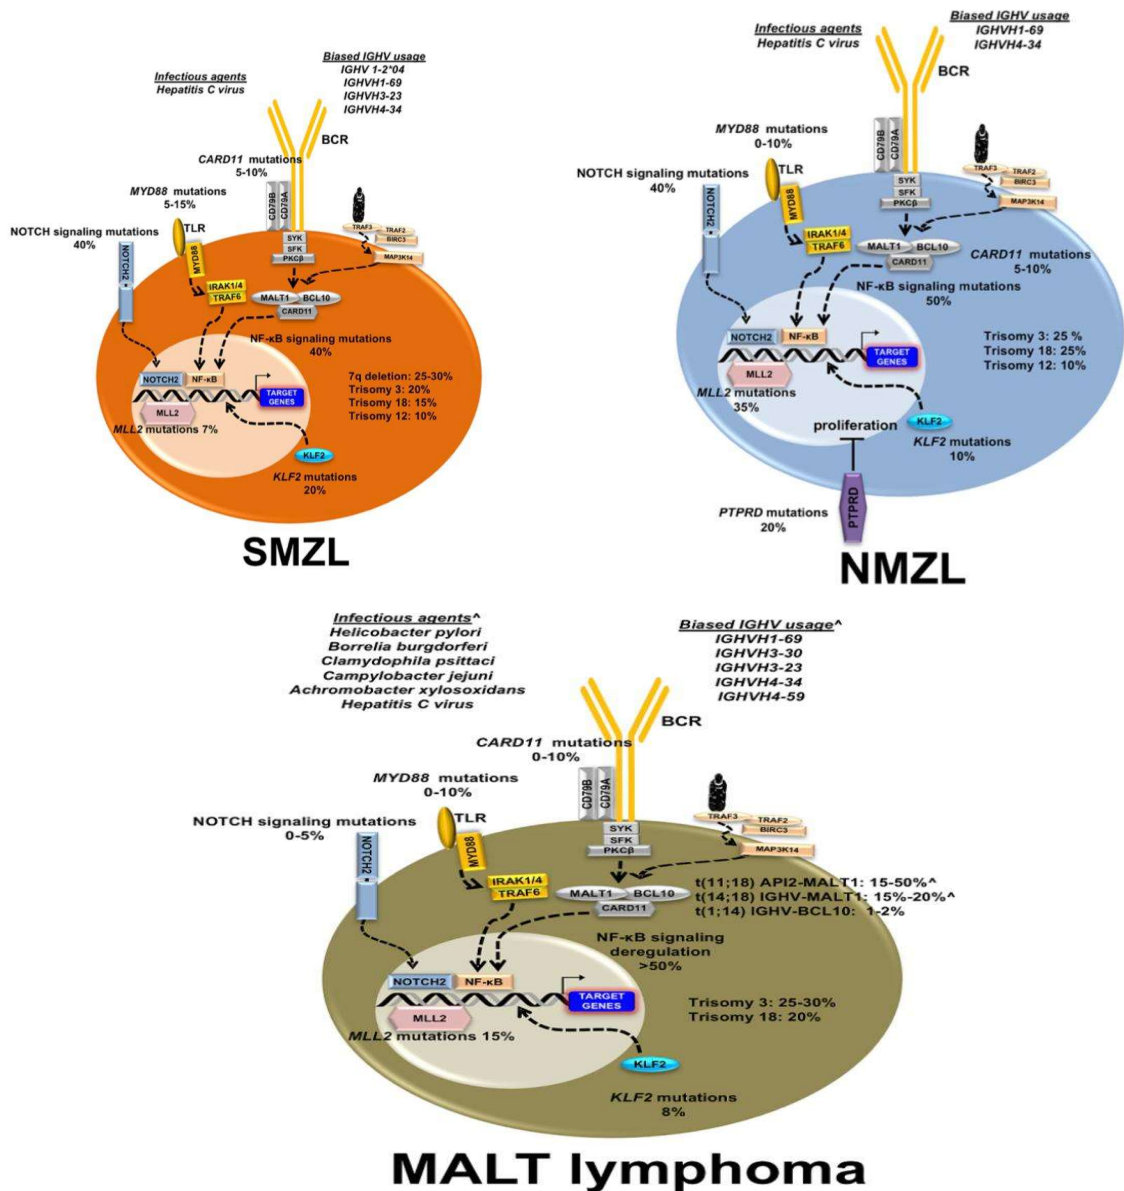 Infectious agents
Hepatitis C virus
Biased IGHV usage
IGHV 1-2*04
IGHVH1-69
IGHVH3-23
IGHVH4-34
BCR
CARD11 mutations
5-10%
MYD88 mutations
5-15%
TLR
NOTCH signaling mutations
40%
NOTCH2
MYD88
CD79B
CD79A
TRAF3
TRAF2
BIRC3
MAP3K14
SYK
SFK
PKCβ
IRAK1/4
TRAF6
MALT1
BCL10
CARD11
NF-κB signaling mutations
40%
NOTCH2
NF-κB
TARGET
GENES
MLL2
MLL2 mutations 7%
7q deletion: 25-30%
Trisomy 3: 20%
Trisomy 18: 15%
Trisomy 12: 10%
KLF2
KLF2 mutations
20%
SMZL
Infectious agents
Hepatitis C virus
Biased IGHV usage
IGHVH1-69
IGHVH4-34
BCR
MYD88 mutations
0-10%
TLR
NOTCH signaling mutations
40%
NOTCH2
MYD88
CD79B
CD79A
TRAF3
TRAF2
BIRC3
MAP3K14
SYK
SFK
PKCβ
IRAK1/4
TRAF6
MALT1
BCL10
CARD11
CARD11 mutations
5-10%
NF-κB signaling mutations
50%
NOTCH2
NF-κB
TARGET
GENES
MLL2
MLL2 mutations
35%
Trisomy 3: 25 %
Trisomy 18: 25%
Trisomy 12: 10%
proliferation
KLF2
KLF2 mutations
10%
PTPRD mutations
20%
PTPRD
NMZL
Infectious agents^
Helicobacter pylori
Borrelia burgdorferi
Clamydophila psittaci
Campylobacter jejuni
Achromobacter xylosoxidans
Hepatitis C virus
Biased IGHV usage^
IGHVH1-69
IGHVH3-30
IGHVH3-23
IGHVH4-34
IGHVH4-59
BCR
CARD11 mutations
0-10%
MYD88 mutations
0-10%
TLR
NOTCH signaling mutations
0-5%
NOTCH2
MYD88
CD79B
CD79A
TRAF3
TRAF2
BIRC3
MAP3K14
SYK
SFK
PKCβ
IRAK1/4
TRAF6
MALT1
BCL10
CARD11
t(11;18) API2-MALT1: 15-50%^
t(14;18) IGHV-MALT1: 15%-20%^
t(1;14) IGHV-BCL10: 1-2%
NF-κB signaling
deregulation
>50%
NOTCH2
NF-κB
TARGET
GENES
MLL2
MLL2 mutations 15%
Trisomy 3: 25-30%
Trisomy 18: 20%
KLF2
KLF2 mutations
8%
MALT lymphoma